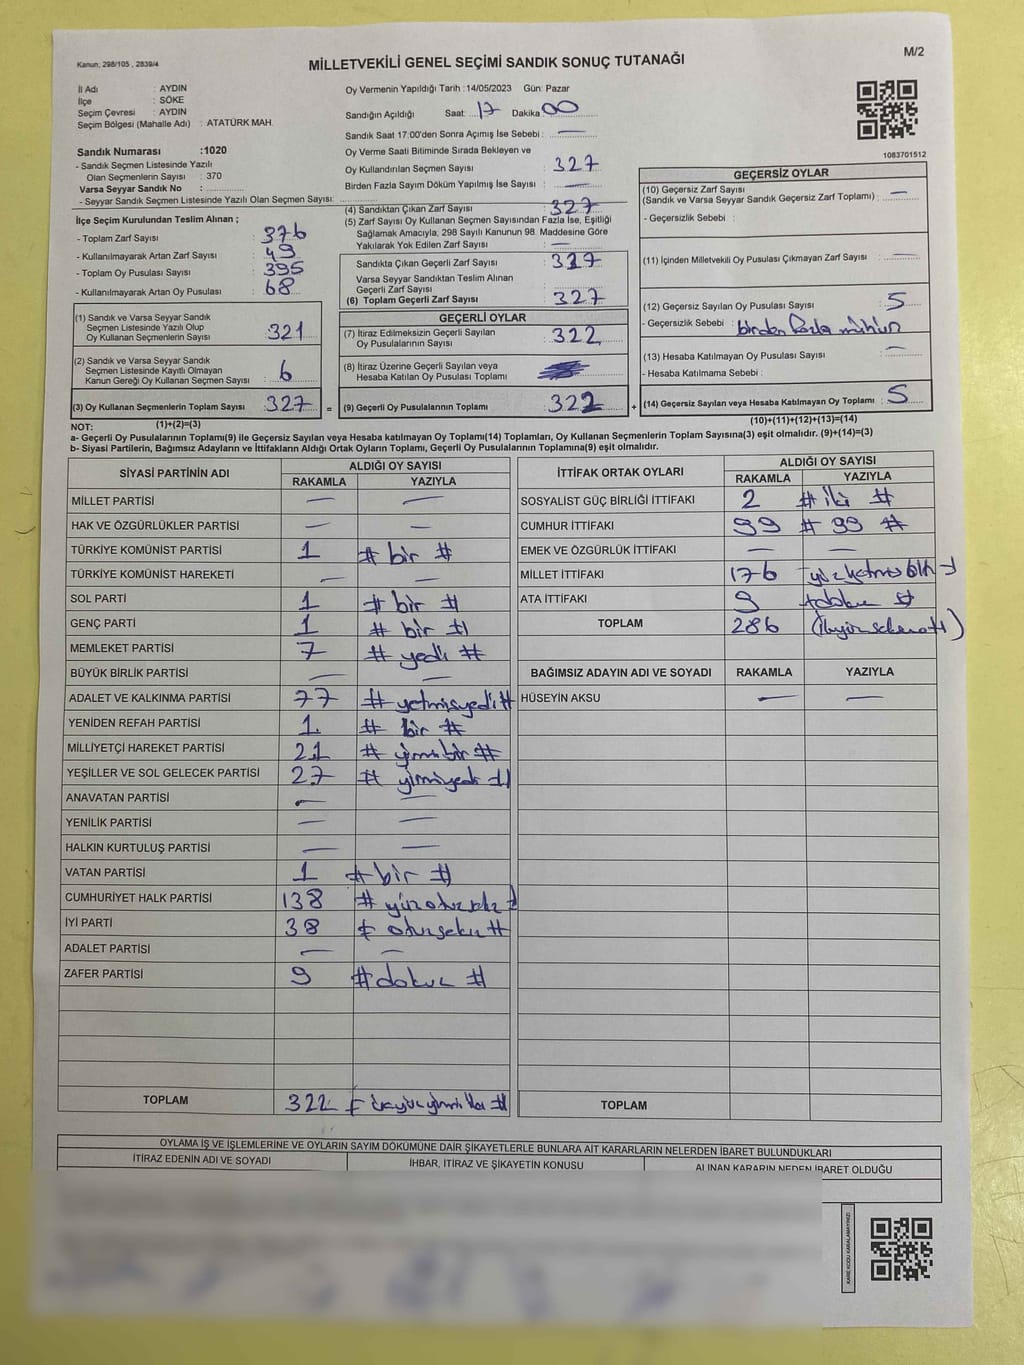 Kanun; 298/105 , 2839/4
M/2
MİLLETVEKİLİ GENEL SEÇİMİ SANDIK SONUÇ TUTANAĞI
İl Adı : AYDIN
İlçe : SÖKE
Seçim Çevresi : AYDIN
Seçim Bölgesi (Mahalle Adı) : ATATÜRK MAH.
Sandık Numarası :1020
- Sandık Seçmen Listesinde Yazılı
Olan Seçmenlerin Sayısı : 370
Varsa Seyyar Sandık No :
- Seyyar Sandık Seçmen Listesinde Yazılı Olan Seçmen Sayısı:
Oy Vermenin Yapıldığı Tarih :14/05/2023 Gün: Pazar
Sandığın Açıldığı Saat: 17 Dakika: 00
Sandık Saat 17:00'den Sonra Açımış İse Sebebi : —
Oy Verme Saati Bitiminde Sırada Bekleyen ve
Oy Kullandırılan Seçmen Sayısı : 327
Birden Fazla Sayım Döküm Yapılmış İse Sayısı : —
1083701512
İlçe Seçim Kurulundan Teslim Alınan ;
- Toplam Zarf Sayısı : 376
- Kullanılmayarak Artan Zarf Sayısı : 49
- Toplam Oy Pusulası Sayısı : 395
- Kullanılmayarak Artan Oy Pusulası : 68
(4) Sandıktan Çıkan Zarf Sayısı : 327
(5) Zarf Sayısı Oy Kullanan Seçmen Sayısından Fazla İse, Eşitliği
Sağlamak Amacıyla, 298 Sayılı Kanunun 98. Maddesine Göre
Yakılarak Yok Edilen Zarf Sayısı : —
Sandıkta Çıkan Geçerli Zarf Sayısı : 327
Varsa Seyyar Sandıktan Teslim Alınan
Geçerli Zarf Sayısı :
(6) Toplam Geçerli Zarf Sayısı : 327
GEÇERSİZ OYLAR
(10) Geçersiz Zarf Sayısı
(Sandık ve Varsa Seyyar Sandık Geçersiz Zarf Toplamı) : —
- Geçersizlik Sebebi :
(11) İçinden Milletvekili Oy Pusulası Çıkmayan Zarf Sayısı : —
(12) Geçersiz Sayılan Oy Pusulası Sayısı : 5
- Geçersizlik Sebebi : birden fazla mühür
(13) Hesaba Katılmayan Oy Pusulası Sayısı : —
- Hesaba Katılmama Sebebi :
(14) Geçersiz Sayılan veya Hesaba Katılmayan Oy Toplamı : 5
(1) Sandık ve Varsa Seyyar Sandık
Seçmen Listesinde Yazılı Olup
Oy Kullanan Seçmenlerin Sayısı : 321
(2) Sandık ve Varsa Seyyar Sandık
Seçmen Listesinde Kayıtlı Olmayan
Kanun Gereği Oy Kullanan Seçmen Sayısı : 6
(3) Oy Kullanan Seçmenlerin Toplam Sayısı : 327 =
GEÇERLİ OYLAR
(7) İtiraz Edilmeksizin Geçerli Sayılan
Oy Pusulalarının Sayısı : 322
(8) İtiraz Üzerine Geçerli Sayılan veya
Hesaba Katılan Oy Pusulası Toplamı :
(9) Geçerli Oy Pusulalarının Toplamı : 322 +
NOT: (1)+(2)=(3) (10)+(11)+(12)+(13)=(14)
a- Geçerli Oy Pusulalarının Toplamı(9) ile Geçersiz Sayılan veya Hesaba katılmayan Oy Toplamı(14) Toplamları, Oy Kullanan Seçmenlerin Toplam Sayısına(3) eşit olmalıdır. (9)+(14)=(3)
b- Siyasi Partilerin, Bağımsız Adayların ve İttifakların Aldığı Ortak Oyların Toplamı, Geçerli Oy Pusulalarının Toplamına(9) eşit olmalıdır.
SİYASİ PARTİNİN ADI ALDIĞI OY SAYISI
RAKAMLA YAZIYLA
MİLLET PARTİSİ — —
HAK VE ÖZGÜRLÜKLER PARTİSİ — —
TÜRKİYE KOMÜNİST PARTİSİ 1 # bir #
TÜRKİYE KOMÜNİST HAREKETİ — —
SOL PARTİ 1 # bir #
GENÇ PARTİ 1 # bir #
MEMLEKET PARTİSİ 7 # yedi #
BÜYÜK BİRLİK PARTİSİ — —
ADALET VE KALKINMA PARTİSİ 77 # yetmişyedi #
YENİDEN REFAH PARTİSİ 1 # bir #
MİLLİYETÇİ HAREKET PARTİSİ 21 # yirmibir #
YEŞİLLER VE SOL GELECEK PARTİSİ 27 # yirmiyedi #
ANAVATAN PARTİSİ — —
YENİLİK PARTİSİ — —
HALKIN KURTULUŞ PARTİSİ — —
VATAN PARTİSİ 1 # bir #
CUMHURİYET HALK PARTİSİ 138 # yüzotuzsekiz #
İYİ PARTİ 38 # otuzsekiz #
ADALET PARTİSİ — —
ZAFER PARTİSİ 9 # dokuz #
TOPLAM 322 # üçyüzyirmiiki #
İTTİFAK ORTAK OYLARI ALDIĞI OY SAYISI
RAKAMLA YAZIYLA
SOSYALİST GÜÇ BİRLİĞİ İTTİFAKI 2 # iki #
CUMHUR İTTİFAKI 99 # 99 #
EMEK VE ÖZGÜRLÜK İTTİFAKI — —
MİLLET İTTİFAKI 176 yüzyetmişaltı
ATA İTTİFAKI 9 # dokuz #
TOPLAM 286 (ikiyüzseksenaltı)
BAĞIMSIZ ADAYIN ADI VE SOYADI RAKAMLA YAZIYLA
HÜSEYİN AKSU — —
TOPLAM
OYLAMA İŞ VE İŞLEMLERİNE VE OYLARIN SAYIM DÖKÜMÜNE DAİR ŞİKAYETLERLE BUNLARA AİT KARARLARIN NELERDEN İBARET BULUNDUKLARI
İTİRAZ EDENİN ADI VE SOYADI İHBAR, İTİRAZ VE ŞİKAYETİN KONUSU ALINAN KARARIN NEDEN İBARET OLDUĞU
KARE KODU KARALAMAYINIZ!